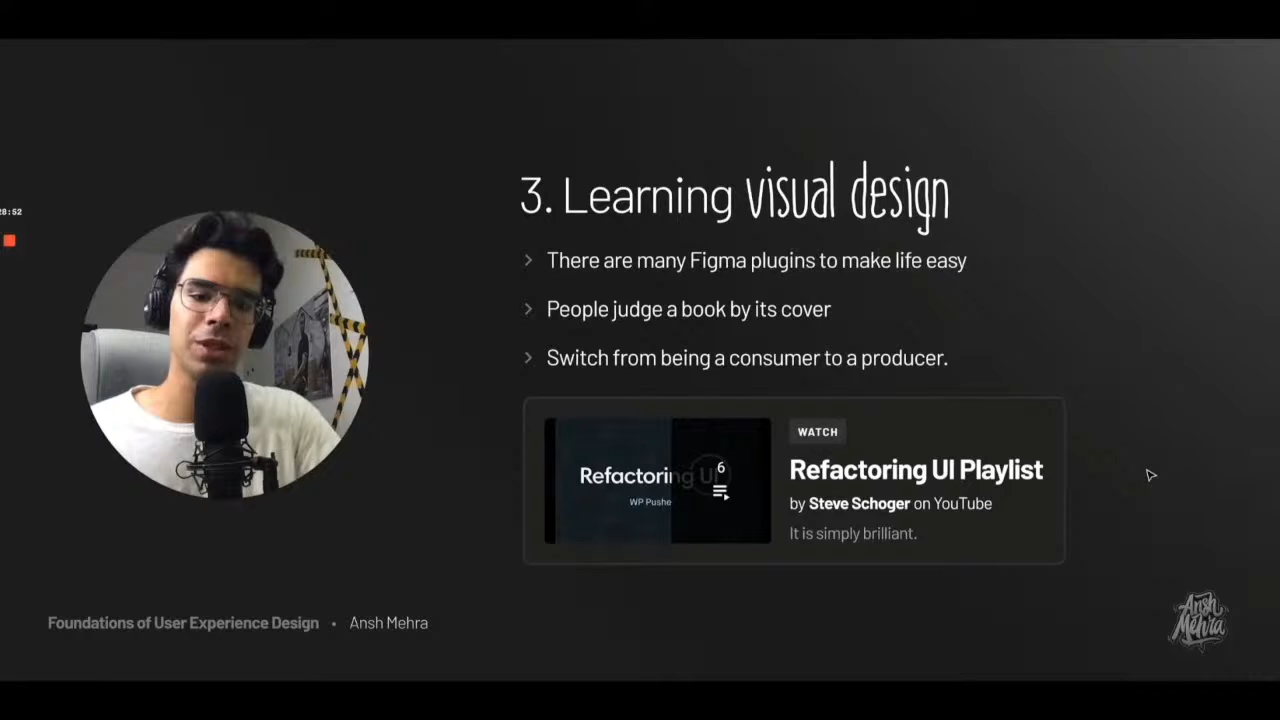 28:52
3. Learning visual design
There are many Figma plugins to make life easy
People judge a book by its cover
Switch from being a consumer to a producer.
Refactoring UI
WP Pushe
6
WATCH
Refactoring UI Playlist
by Steve Schoger on YouTube
It is simply brilliant.
Foundations of User Experience Design • Ansh Mehra
Ansh
Mehra